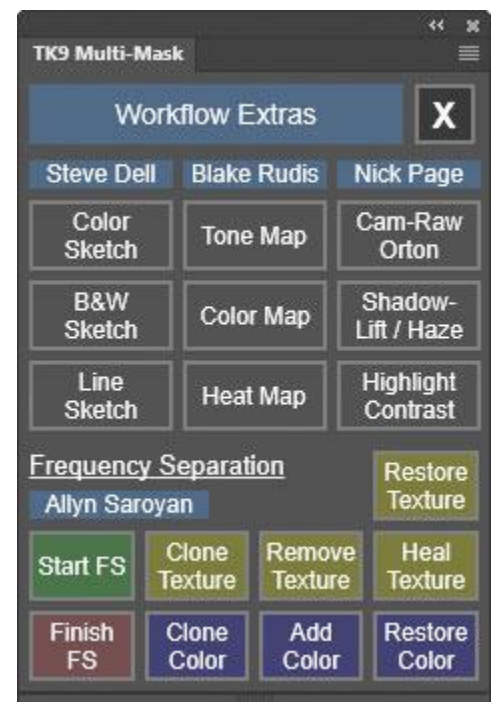 TK9 Multi-Mask
Workflow Extras
X
Steve Dell
Blake Rudis
Nick Page
Color
Sketch
Tone Map
Cam-Raw
Orton
B&W
Sketch
Color Map
Shadow-
Lift / Haze
Line
Sketch
Heat Map
Highlight
Contrast
Frequency Separation
Allyn Saroyan
Restore
Texture
Start FS
Clone
Texture
Remove
Texture
Heal
Texture
Finish
FS
Clone
Color
Add
Color
Restore
Color